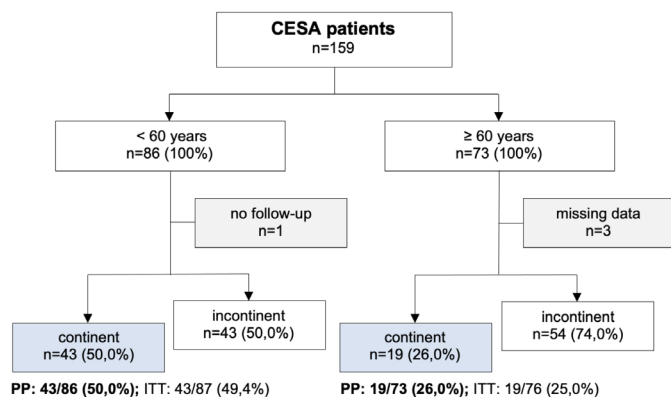 CESA patients
n=159
< 60 years
n=86 (100%)
≥ 60 years
n=73 (100%)
no follow-up
n=1
missing data
n=3
continent
n=43 (50,0%)
incontinent
n=43 (50,0%)
continent
n=19 (26,0%)
incontinent
n=54 (74,0%)
PP: 43/86 (50,0%); ITT: 43/87 (49,4%)
PP: 19/73 (26,0%); ITT: 19/76 (25,0%)